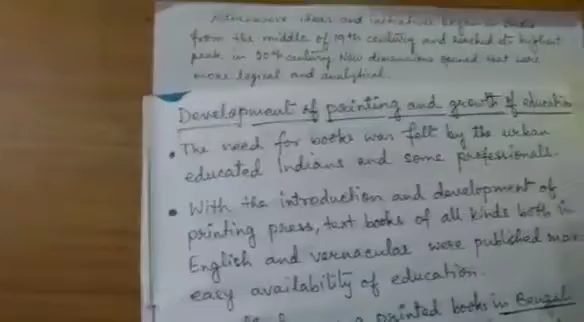 ideas and initiatives began in India
from the middle of 19th century and reached its highest
peak in 20th century. New dimensions opened that were
more logical and analytical.
Development of printing and growth of educatio
• The need for books was felt by the urban
educated Indians and some professionals.
• With the introduction and development of
printing press, text books of all kinds both in
English and vernacular were published
easy availability of education.
printed books in Bengal